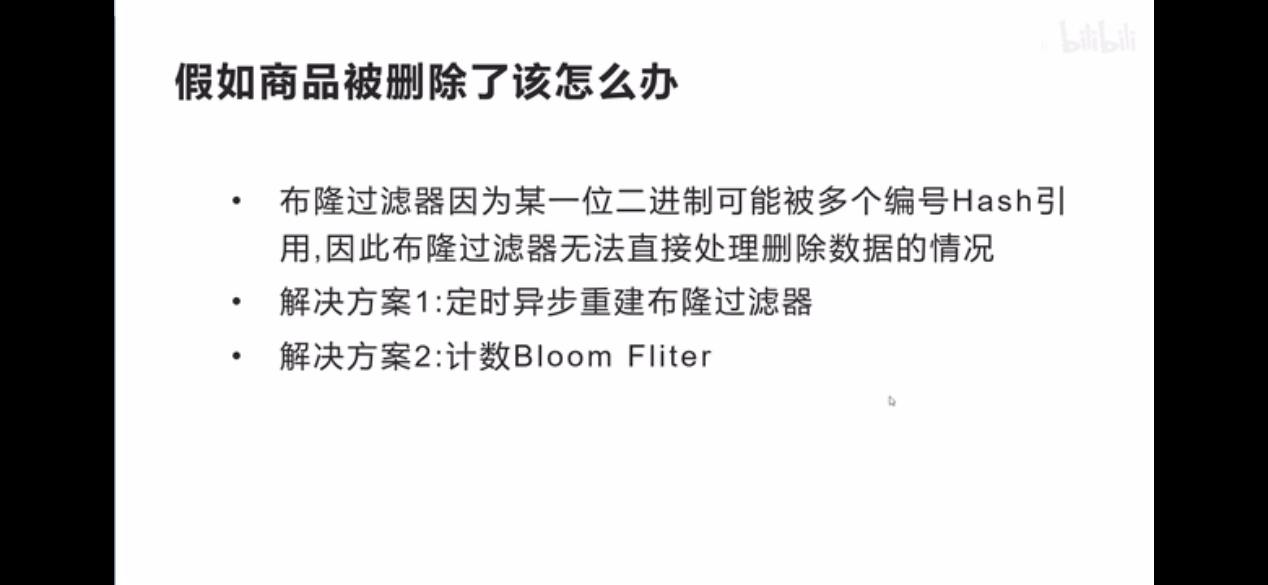 bilibili
假如商品被删除了该怎么办
• 布隆过滤器因为某一位二进制可能被多个编号Hash引
用,因此布隆过滤器无法直接处理删除数据的情况
• 解决方案1:定时异步重建布隆过滤器
• 解决方案2:计数Bloom Fliter